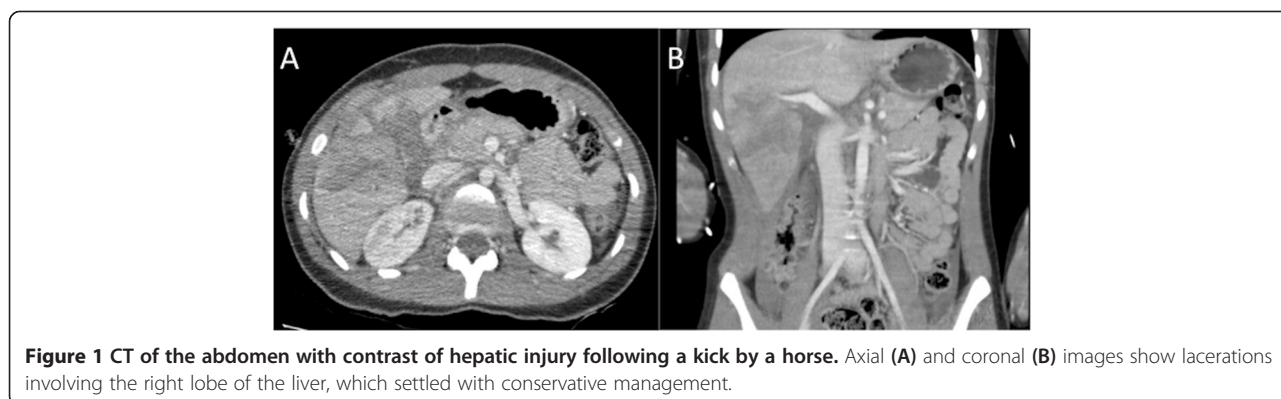 A
B
Figure 1 CT of the abdomen with contrast of hepatic injury following a kick by a horse. Axial (A) and coronal (B) images show lacerations
involving the right lobe of the liver, which settled with conservative management.